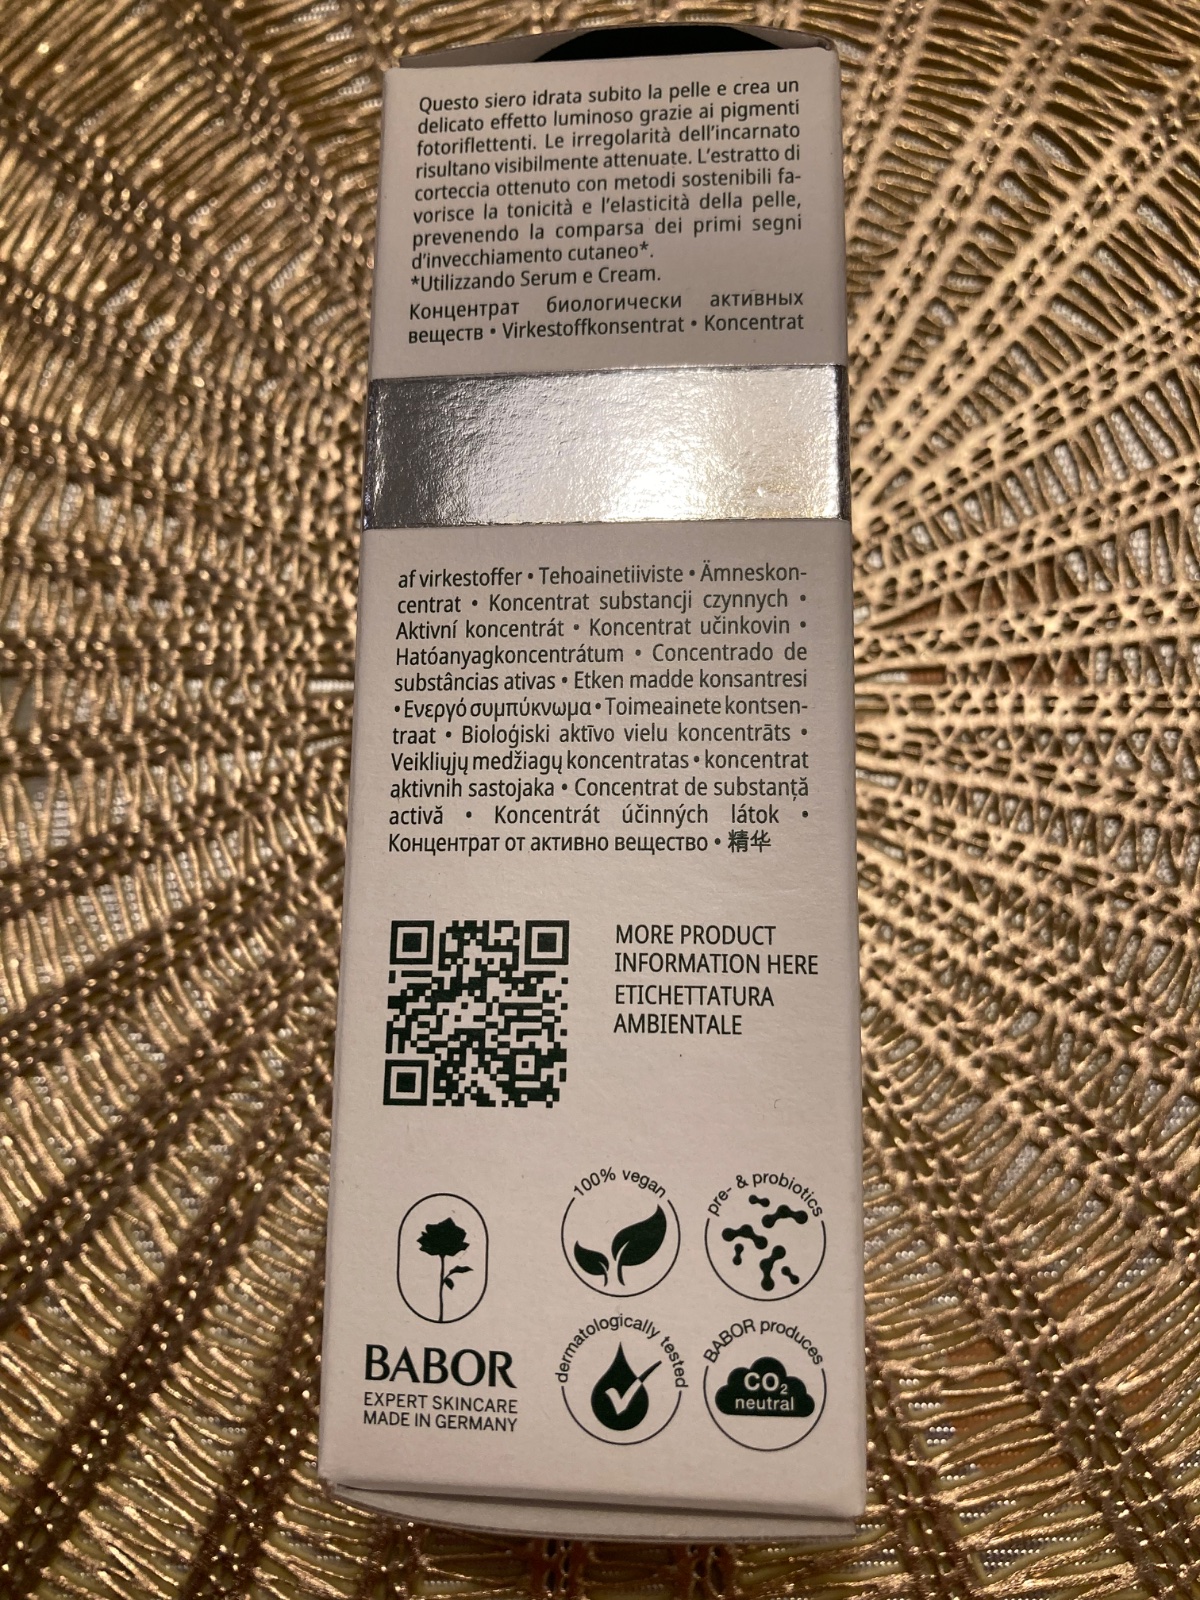 Questo siero idrata subito la pelle e crea un
delicato effetto luminoso grazie ai pigmenti
fotoriflettenti. Le irregolarità dell'incarnato
risultano visibilmente attenuate. L'estratto di
corteccia ottenuto con metodi sostenibili fa-
vorisce la tonicità e l'elasticità della pelle,
prevenendo la comparsa dei primi segni
d'invecchiamento cutaneo*.
*Utilizzando Serum e Cream.
Концентрат биологически активных
веществ • Virkestoffkonsentrat • Koncentrat
af virkestoffer • Tehoainetiiviste • Ämneskon-
centrat • Koncentrat substancji czynnych •
Aktivní koncentrát • Koncentrat učinkovin •
Hatóanyagkoncentrátum • Concentrado de
substâncias ativas • Etken madde konsantresi
• Ενεργό συμπύκνωμα • Toimeainete kontsen-
traat • Bioloģiski aktīvo vielu koncentrāts •
Veikliųjų medžiagų koncentratas • koncentrat
aktivnih sastojaka • Concentrat de substanță
activă • Koncentrát účinných látok •
Концентрат от активно вещество • 精华
MORE PRODUCT
INFORMATION HERE
ETICHETTATURA
AMBIENTALE
100% vegan
pre- & probiotics
BABOR
EXPERT SKINCARE
MADE IN GERMANY
dermatologically tested
BABOR produces
CO₂
neutral